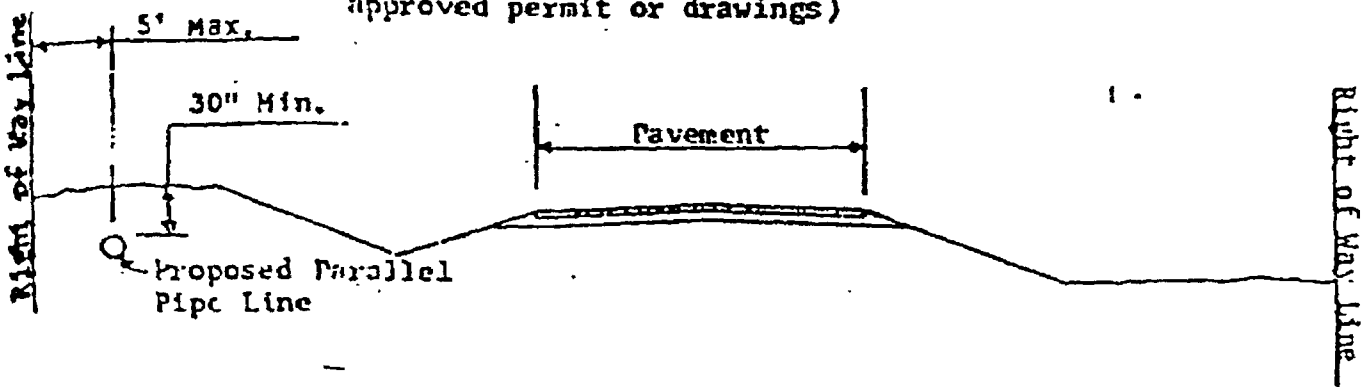 approved permit or drawings)
5' Max.
30" Min.
Pavement
Right of Way Line
Right of Way Line
Proposed Parallel
Pipe Line